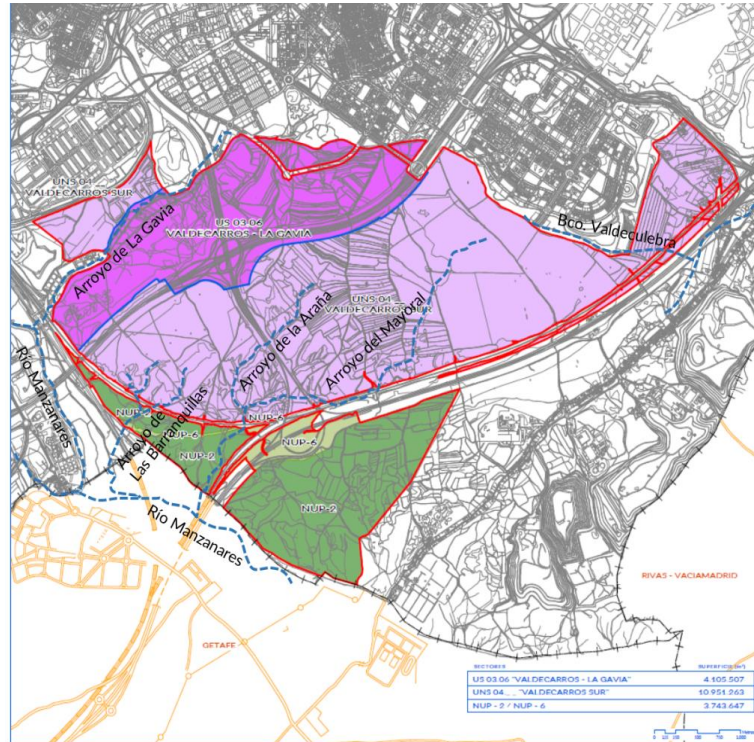 UNS 04._
VALDECARROS SUR
Arroyo de La Gavia
US 03.06
VALDECARROS - LA GAVIA
Bco. Valdeculebra
UNS 04._
VALDECARROS SUR
Arroyo de la Araña
Arroyo del Mayoral
Río Manzanares
NUP-6
Arroyo de
Las Barranquillas
NUP-6
NUP-6
NUP-2
NUP-6
NUP-2
Río Manzanares
RIVAS - VACIAMADRID
GETAFE
SECTORES SUPERFICIE (m²)
US 03.06 "VALDECARROS - LA GAVIA" 4.105.507
UNS 04._ _ "VALDECARROS SUR" 10.951.263
NUP - 2 / NUP - 6 3.743.647